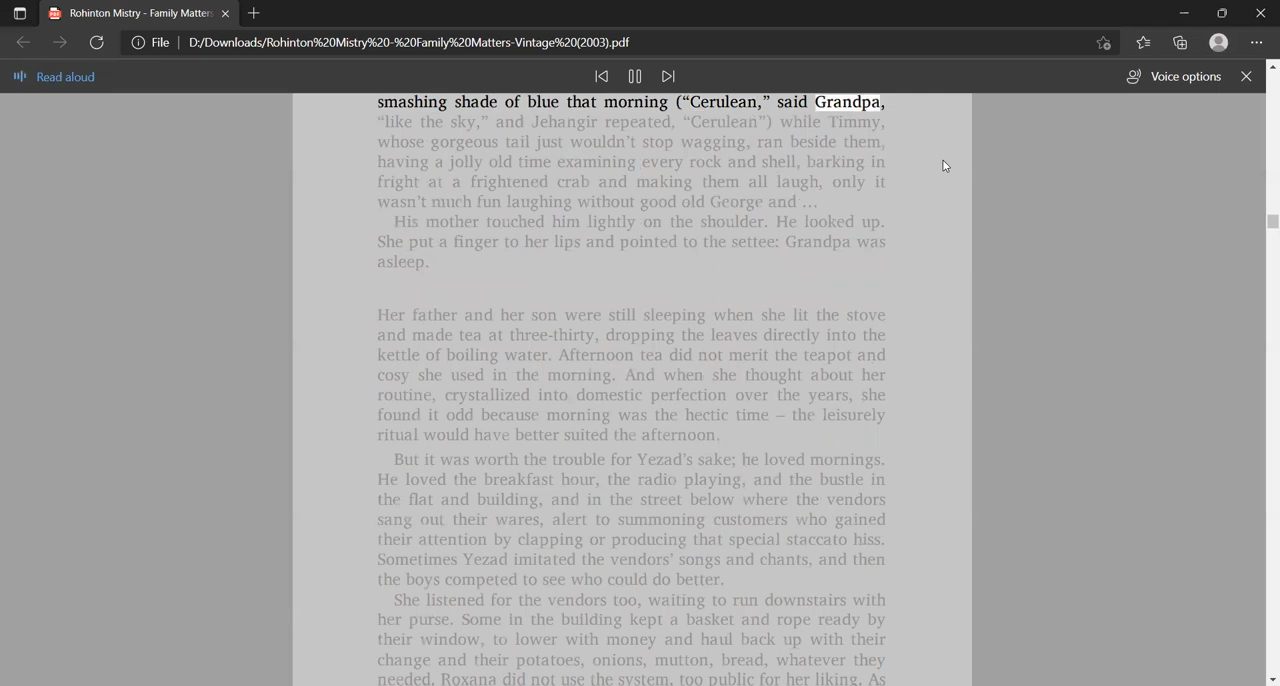 Rohinton Mistry - Family Matters
File
D:/Downloads/Rohinton%20Mistry%20-%20Family%20Matters-Vintage%20(2003).pdf
Read aloud
Voice options
smashing shade of blue that morning (“Cerulean,” said Grandpa,
“like the sky,” and Jehangir repeated, “Cerulean”) while Timmy,
whose gorgeous tail just wouldn’t stop wagging, ran beside them,
having a jolly old time examining every rock and shell, barking in
fright at a frightened crab and making them all laugh, only it
wasn’t much fun laughing without good old George and ...
His mother touched him lightly on the shoulder. He looked up.
She put a finger to her lips and pointed to the settee: Grandpa was
asleep.
Her father and her son were still sleeping when she lit the stove
and made tea at three-thirty, dropping the leaves directly into the
kettle of boiling water. Afternoon tea did not merit the teapot and
cosy she used in the morning. And when she thought about her
routine, crystallized into domestic perfection over the years, she
found it odd because morning was the hectic time – the leisurely
ritual would have better suited the afternoon.
But it was worth the trouble for Yezad’s sake; he loved mornings.
He loved the breakfast hour, the radio playing, and the bustle in
the flat and building, and in the street below where the vendors
sang out their wares, alert to summoning customers who gained
their attention by clapping or producing that special staccato hiss.
Sometimes Yezad imitated the vendors’ songs and chants, and then
the boys competed to see who could do better.
She listened for the vendors too, waiting to run downstairs with
her purse. Some in the building kept a basket and rope ready by
their window, to lower with money and haul back up with their
change and their potatoes, onions, mutton, bread, whatever they
needed. Roxana did not use the system, too public for her liking. As